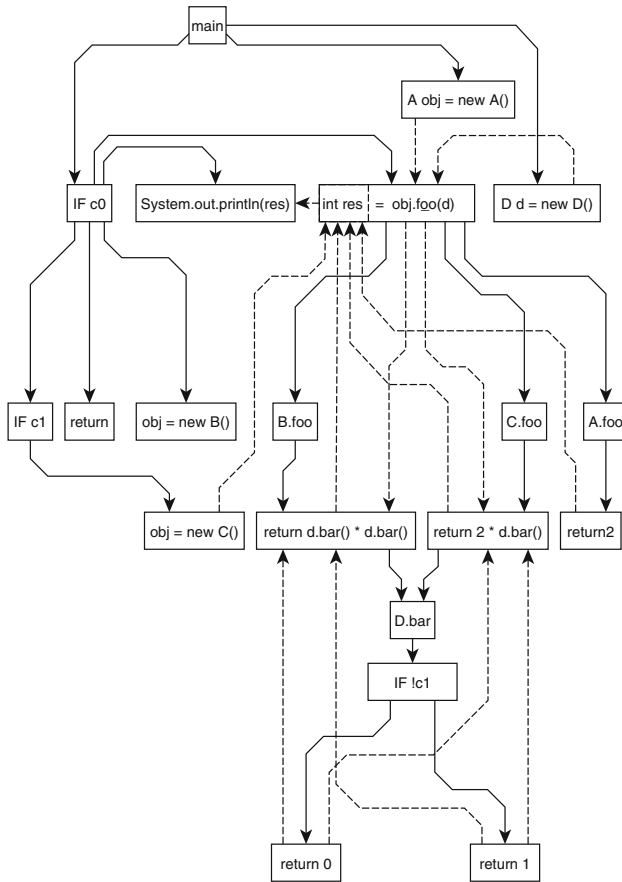 main
A obj = new A()
IF c0
System.out.println(res)
int res = obj.foo(d)
D d = new D()
IF c1
return
obj = new B()
B.foo
C.foo
A.foo
obj = new C()
return d.bar() * d.bar()
return 2 * d.bar()
return2
D.bar
IF !c1
return 0
return 1